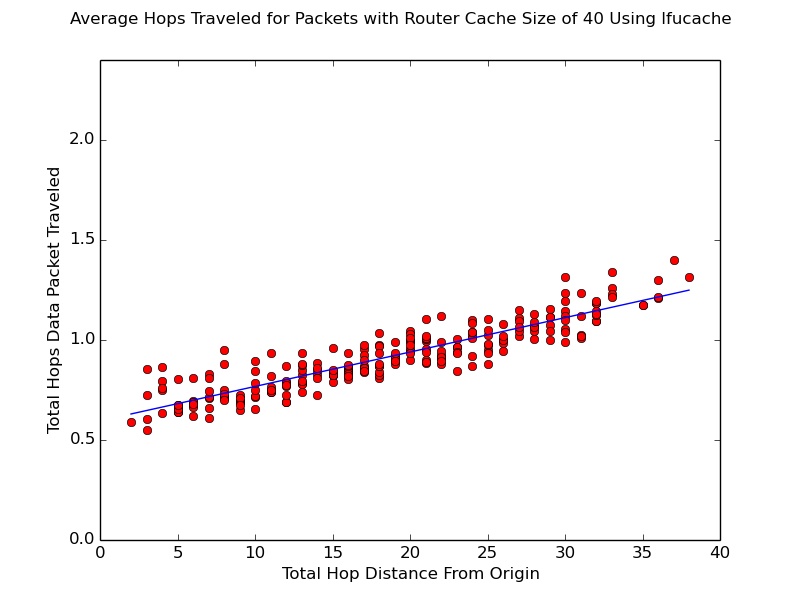 Average Hops Traveled for Packets with Router Cache Size of 40 Using lfucache
Total Hops Data Packet Traveled
2.0
1.5
1.0
0.5
0.0
0 5 10 15 20 25 30 35 40
Total Hop Distance From Origin